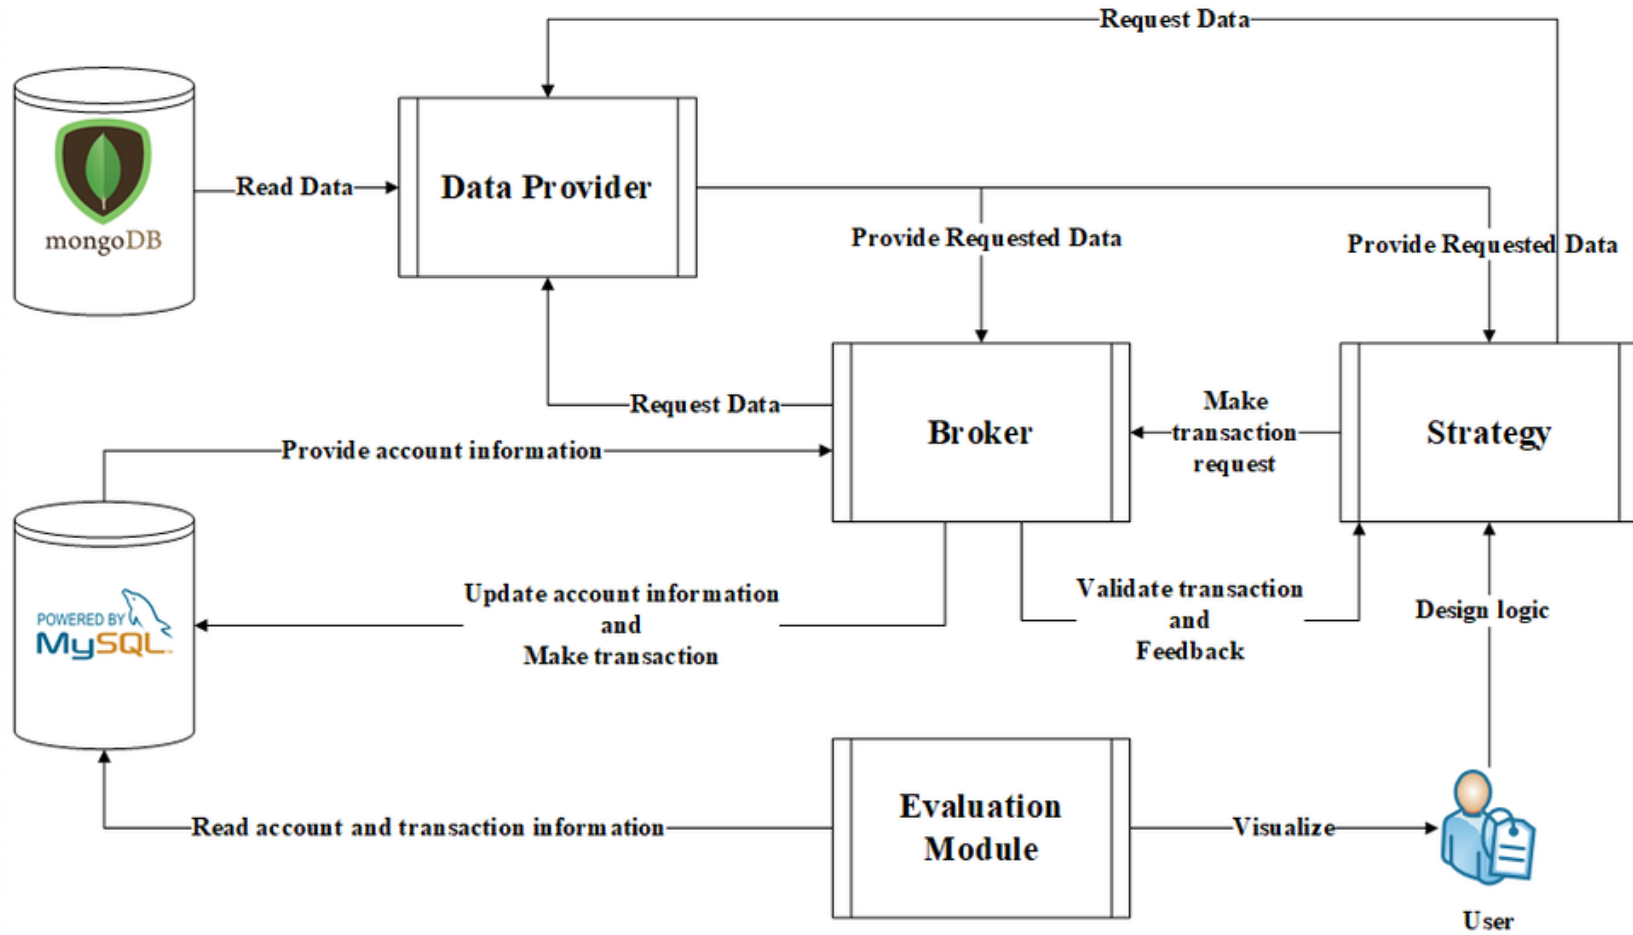 Request Data
mongoDB
Read Data
Data Provider
Provide Requested Data
Provide Requested Data
Request Data
Broker
Make
transaction
request
Strategy
Provide account information
POWERED BY
MySQL
Update account information
and
Make transaction
Validate transaction
and
Feedback
Design logic
Evaluation
Module
Read account and transaction information
Visualize
User